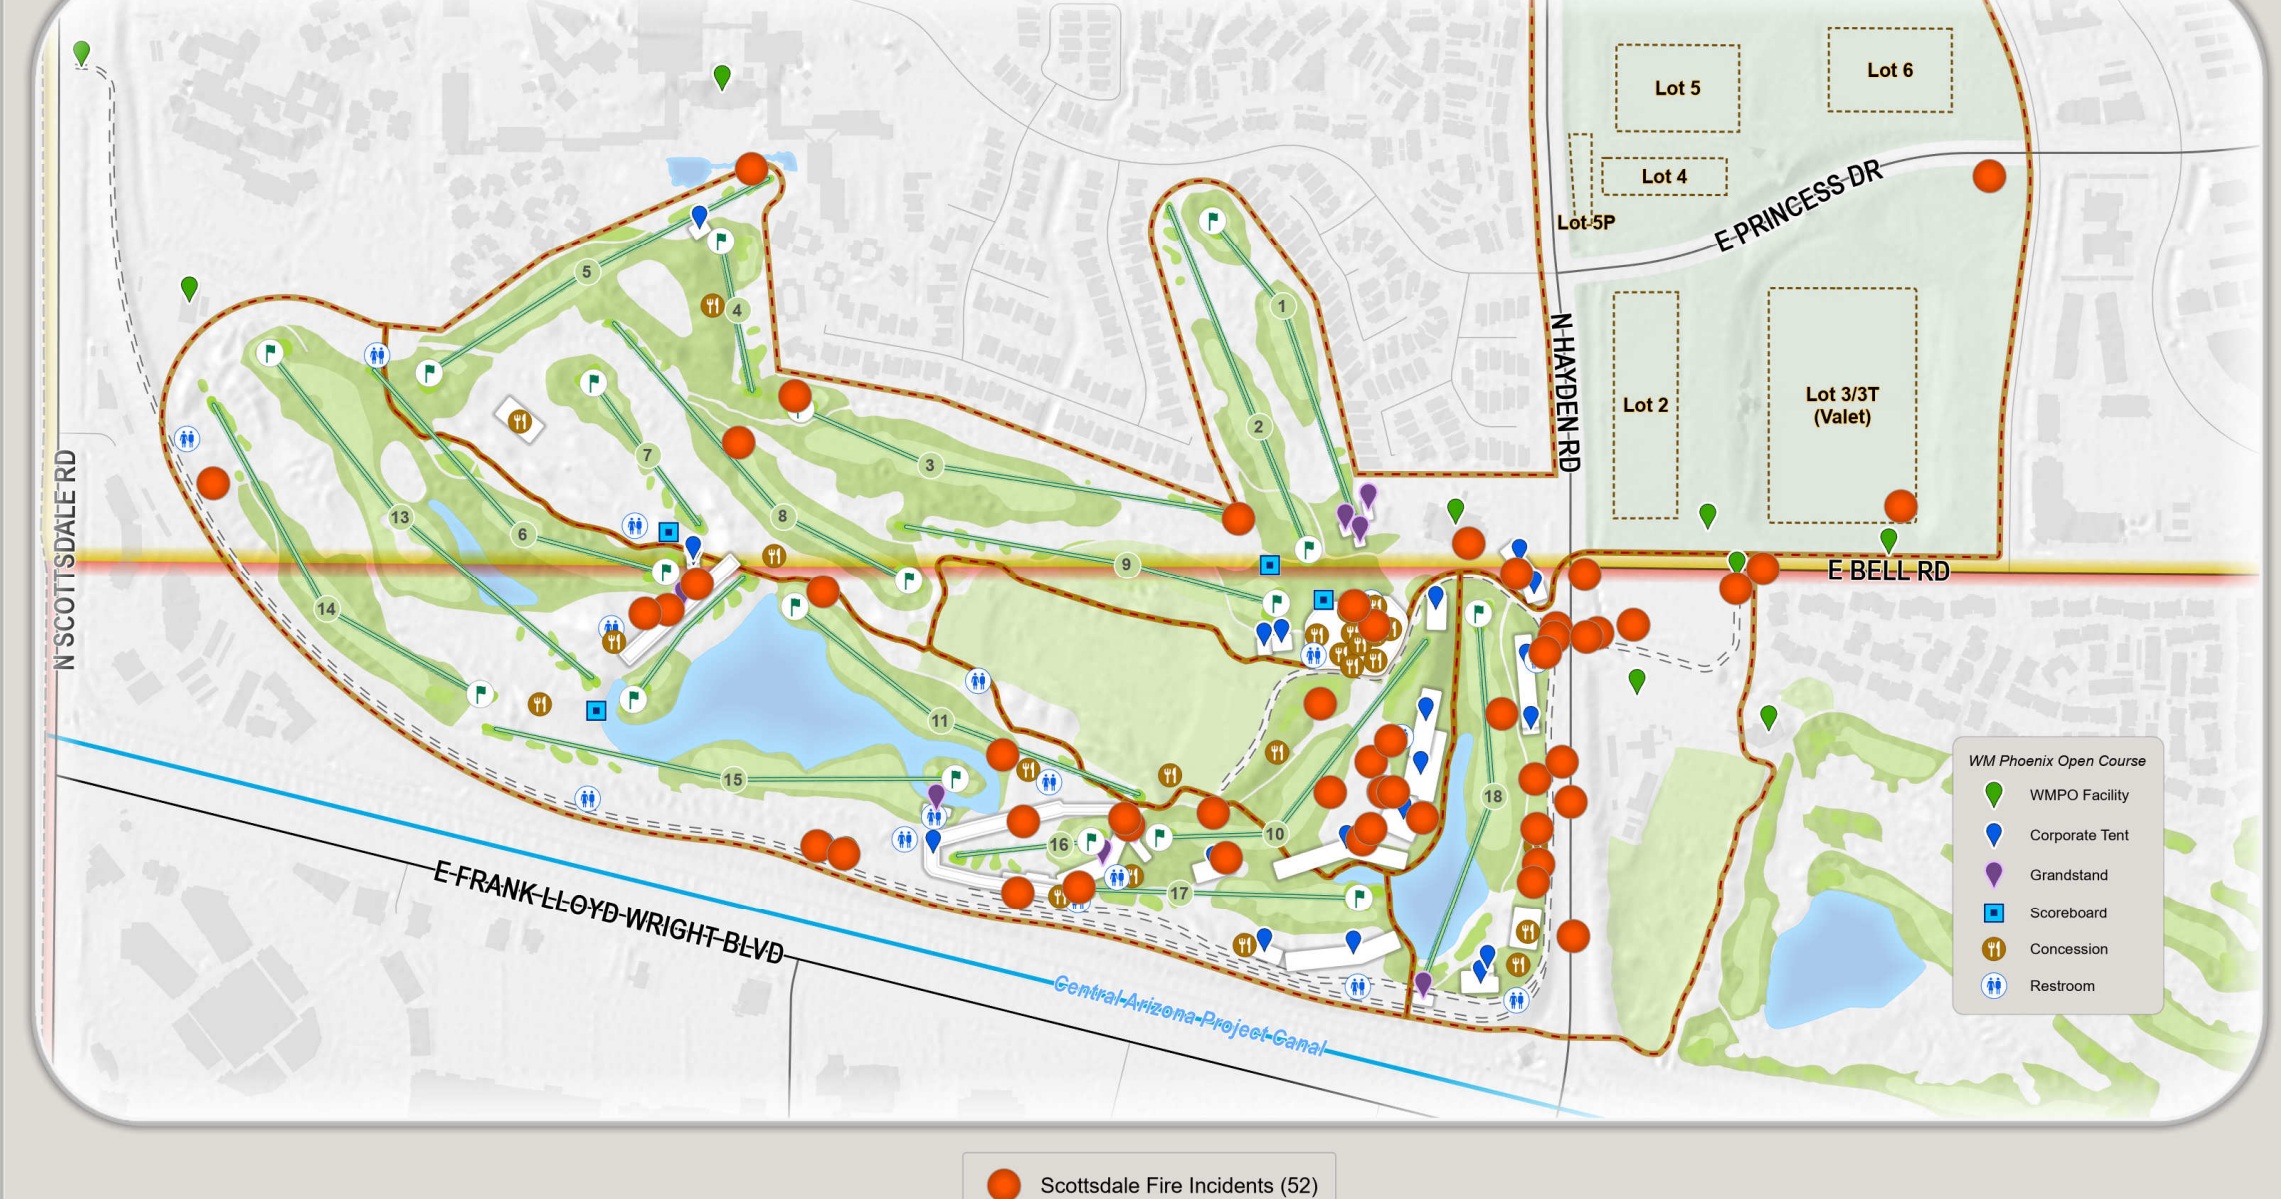 Lot 5
Lot 6
Lot 4
Lot 5P
E PRINCESS DR
5
4
1
N HAYDEN RD
Lot 2
Lot 3/3T
(Valet)
2
7
3
N SCOTTSDALE RD
13
6
8
9
E BELL RD
14
11
15
18
16
10
17
E FRANK LLOYD WRIGHT BLVD
Central Arizona Project Canal
WM Phoenix Open Course
WMPO Facility
Corporate Tent
Grandstand
Scoreboard
Concession
Restroom
Scottsdale Fire Incidents (52)